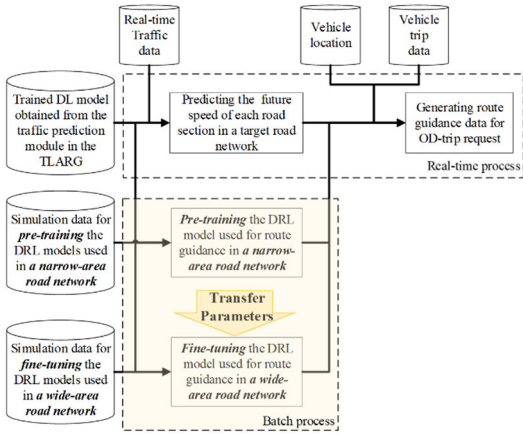 Real-time
Traffic
data
Vehicle
location
Vehicle
trip
data
Trained DL model
obtained from the
traffic prediction
module in the
TLARG
Predicting the future
speed of each road
section in a target road
network
Generating route
guidance data for
OD-trip request
Real-time process
Simulation data for
pre-training the
DRL models used
in a narrow-area
road network
Pre-training the DRL
model used for route
guidance in a narrow-
area road network
Transfer
Parameters
Simulation data for
fine-tuning the
DRL models used
in a wide-area
road network
Fine-tuning the DRL
model used for route
guidance in a wide-
area road network
Batch process